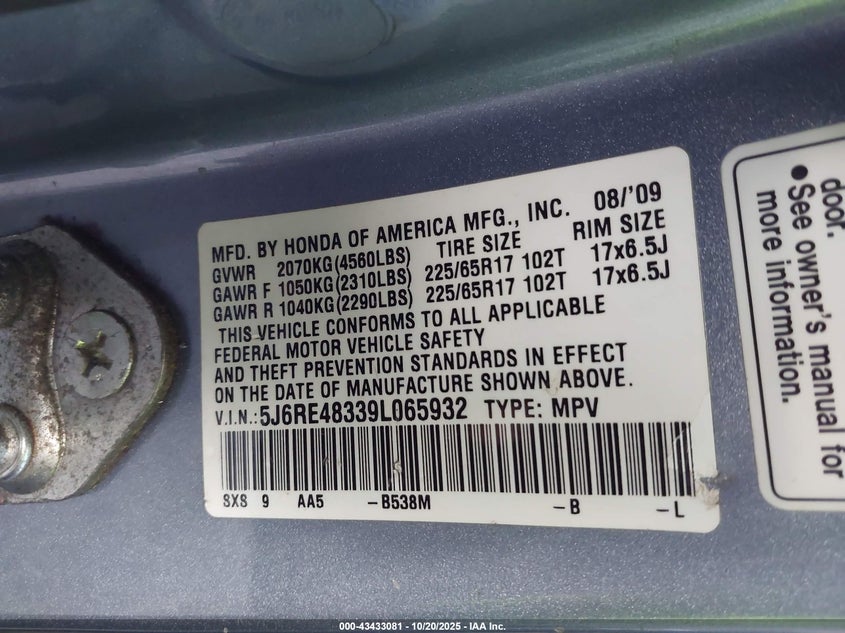 MFD. BY HONDA OF AMERICA MFG., INC. 08/'09
TIRE SIZE RIM SIZE
GVWR 2070KG(4560LBS)
GAWR F 1050KG(2310LBS) 225/65R17 102T 17x6.5J
GAWR R 1040KG(2290LBS) 225/65R17 102T 17x6.5J
THIS VEHICLE CONFORMS TO ALL APPLICABLE
FEDERAL MOTOR VEHICLE SAFETY
AND THEFT PREVENTION STANDARDS IN EFFECT
ON THE DATE OF MANUFACTURE SHOWN ABOVE.
V.I.N.:5J6RE48339L065932 TYPE: MPV
SXS 9 AA5 -B538M -B -L
door.
● See owner's manual for
more information.
000-43433081 - 10/20/2025 - IAA Inc.